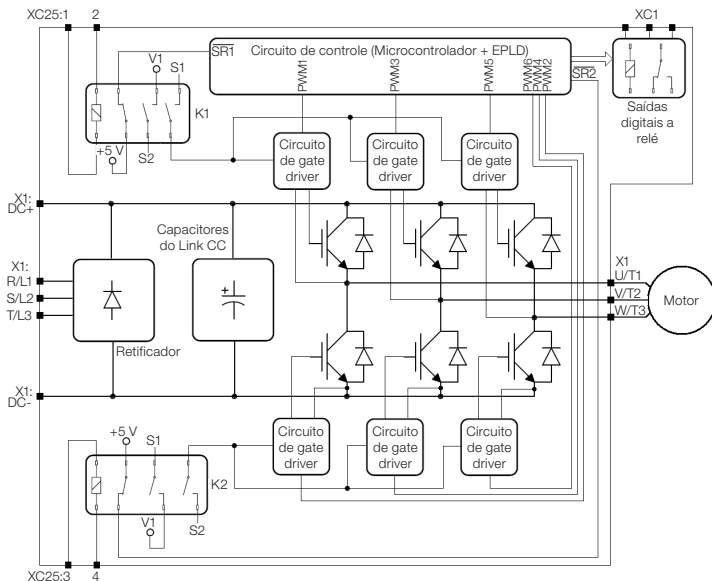 XC25:1 2 XC1
SR1 Circuito de controle (Microcontrolador + EPLD)
PWM1 PWM3 PWM5 PWM6 PWM4 PWM2 SR2
V1 S1
K1
+5 V S2
Saídas
digitais a
relé
Circuito
de gate
driver
Circuito
de gate
driver
Circuito
de gate
driver
X1:
DC+
Capacitores
do Link CC
X1:
R/L1
S/L2
T/L3
Retificador
+
X1
U/T1
V/T2
W/T3
Motor
X1:
DC-
Circuito
de gate
driver
Circuito
de gate
driver
Circuito
de gate
driver
+5 V S1
K2
V1 S2
XC25:3 4